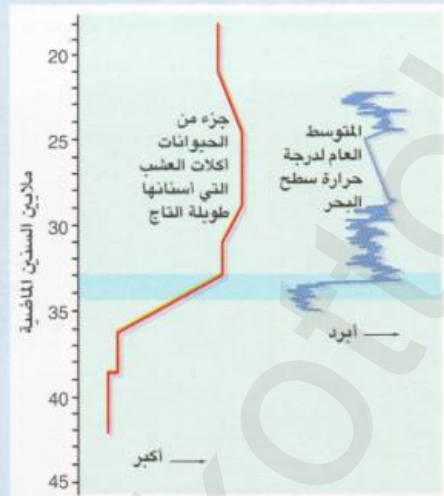 20
25
30
35
40
45
ملايين السنين الماضية
جزء من
الحيوانات
آكلات العشب
التي أسنانها
طويلة التاج
المتوسط
العام لدرجة
حرارة سطح
البحر
أبرد
أكبر